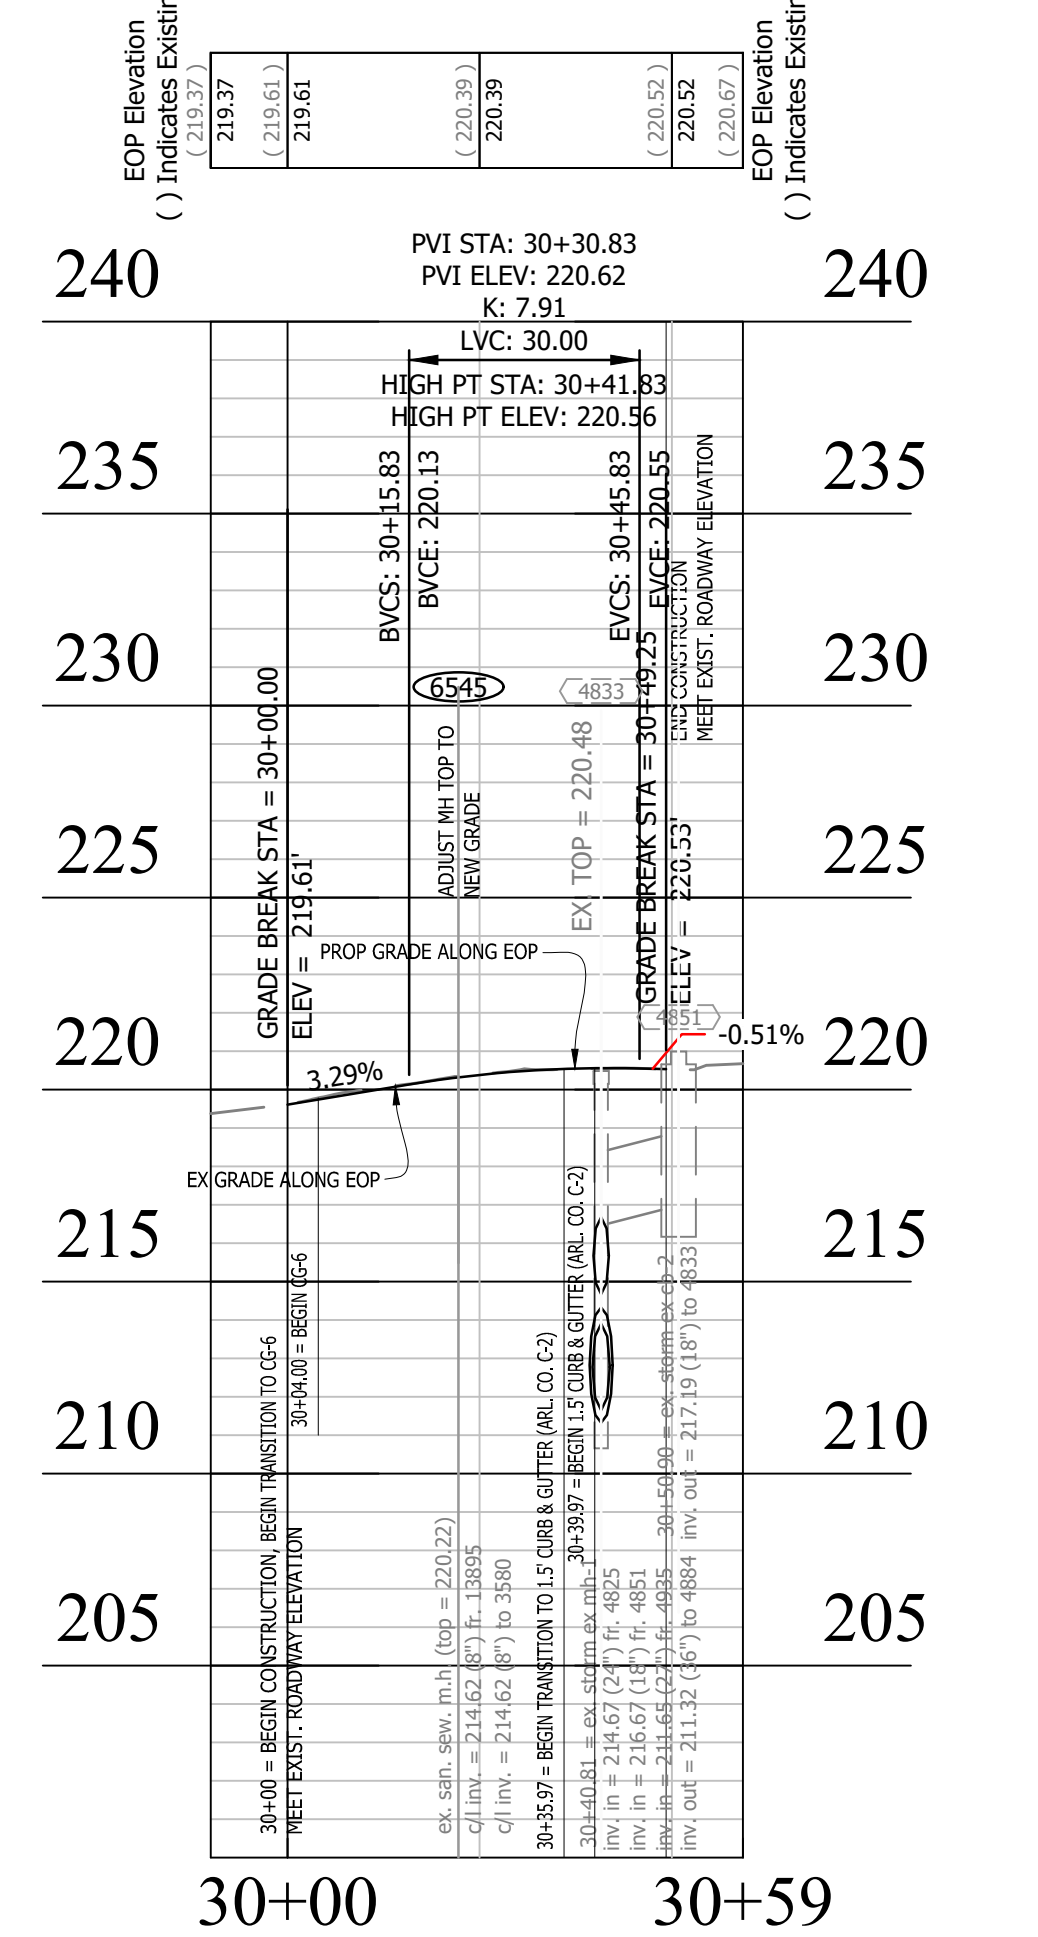 EOP Elevation
( ) Indicates Existin
( 219.37 )
219.37
( 219.61 )
219.61
( 220.39 )
220.39
( 220.52 )
220.52
( 220.67 )
EOP Elevation
( ) Indicates Existin
PVI STA: 30+30.83
PVI ELEV: 220.62
K: 7.91
LVC: 30.00
HIGH PT STA: 30+41.83
HIGH PT ELEV: 220.56
240
240
235
235
230
230
225
225
220
220
215
215
210
210
205
205
BVCS: 30+15.83
BVCE: 220.13
EVCS: 30+45.83
EVCE: 220.55
END CONSTRUCTION
MEET EXIST. ROADWAY ELEVATION
6545
4833
GRADE BREAK STA = 30+00.00
ELEV = 219.61'
ADJUST MH TOP TO
NEW GRADE
EX. TOP = 220.48
GRADE BREAK STA = 30+49.25
ELEV = 220.53'
PROP GRADE ALONG EOP
4851
-0.51%
3.29%
EX GRADE ALONG EOP
30+00 = BEGIN CONSTRUCTION, BEGIN TRANSITION TO CG-6
MEET EXIST. ROADWAY ELEVATION
30+04.00 = BEGIN CG-6
ex. san. sew. m.h (top = 220.22)
c/l inv. = 214.62 (8") fr. 13895
c/l inv. = 214.62 (8") to 3580
30+35.97 = BEGIN TRANSITION TO 1.5' CURB & GUTTER (ARL. CO. C-2)
30+39.97 = BEGIN 1.5' CURB & GUTTER (ARL. CO. C-2)
30+40.81 = ex. storm ex mh-1
inv. in = 214.67 (24") fr. 4825
inv. in = 216.67 (18") fr. 4851
inv. in = 211.65 (27") fr. 4935
inv. out = 211.32 (36") to 4884
30+50.90 = ex. storm ex cb-2
inv. out = 217.19 (18") to 4833
30+00
30+59